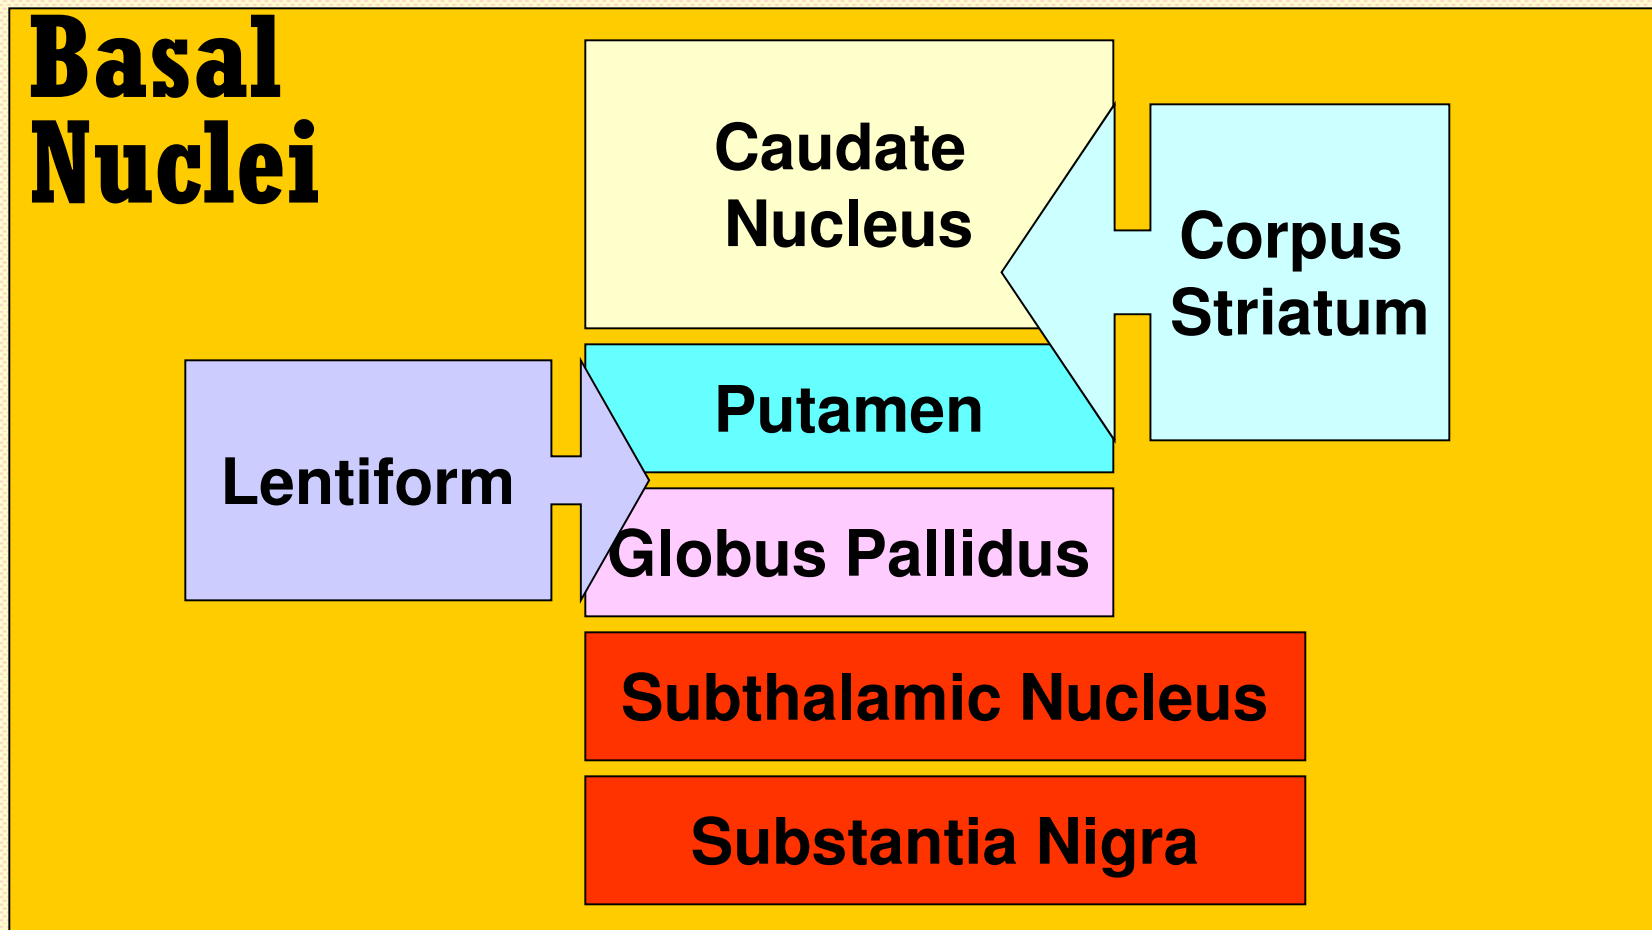 Basal
Nuclei
Caudate
Nucleus
Corpus
Striatum
Putamen
Lentiform
Globus Pallidus
Subthalamic Nucleus
Substantia Nigra